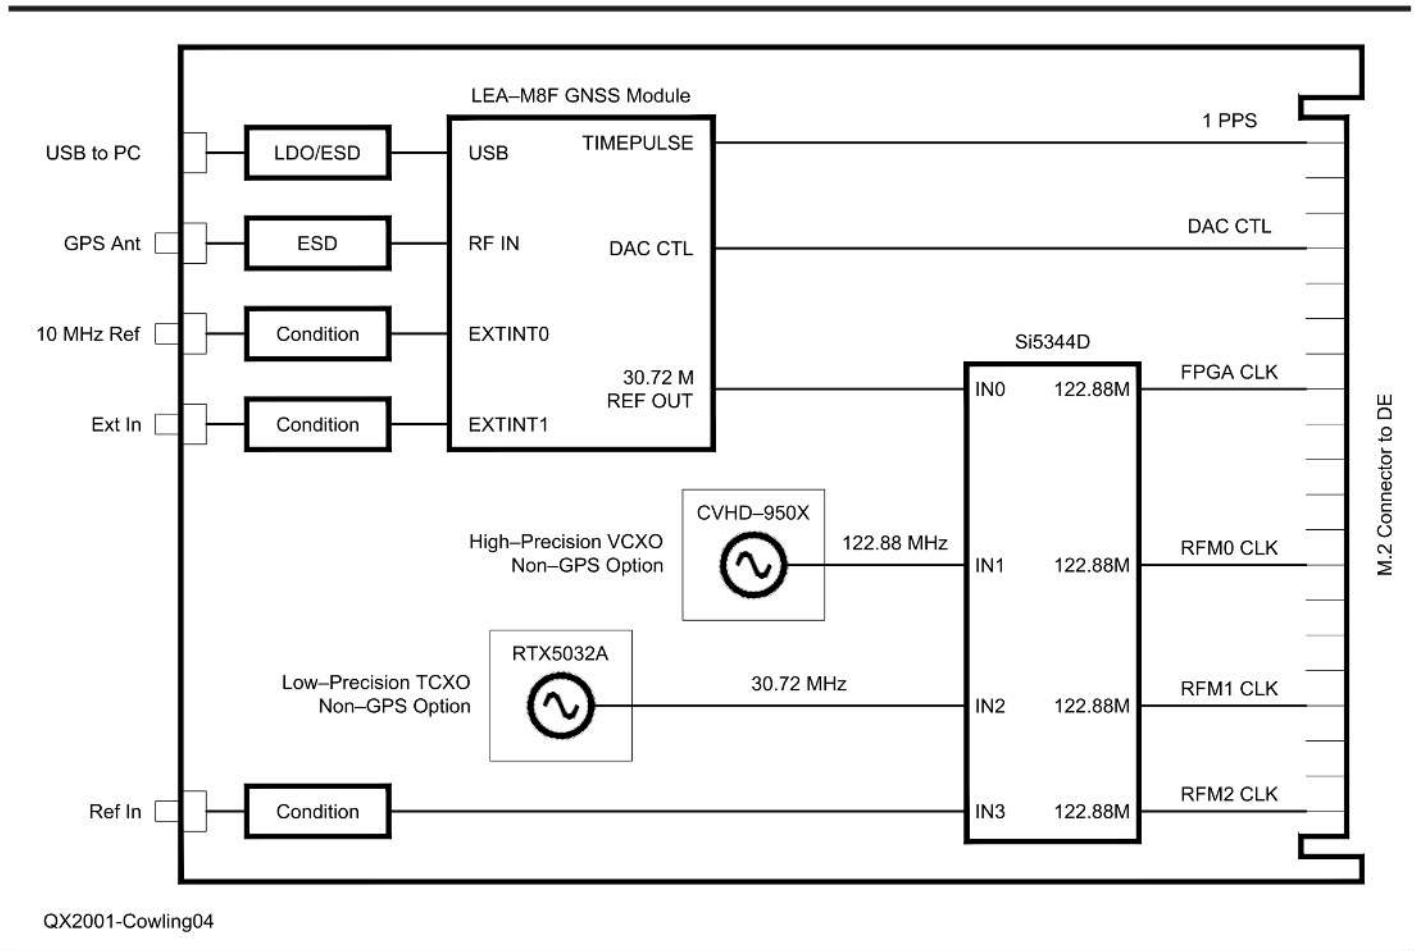 LEA–M8F GNSS Module
1 PPS
USB to PC
LDO/ESD
USB
TIMEPULSE
GPS Ant
ESD
RF IN
DAC CTL
DAC CTL
10 MHz Ref
Condition
EXTINT0
Si5344D
30.72 M
REF OUT
IN0
122.88M
FPGA CLK
Ext In
Condition
EXTINT1
M.2 Connector to DE
CVHD–950X
High–Precision VCXO
Non–GPS Option
122.88 MHz
IN1
122.88M
RFM0 CLK
RTX5032A
Low–Precision TCXO
Non–GPS Option
30.72 MHz
IN2
122.88M
RFM1 CLK
Ref In
Condition
IN3
122.88M
RFM2 CLK
QX2001-Cowling04